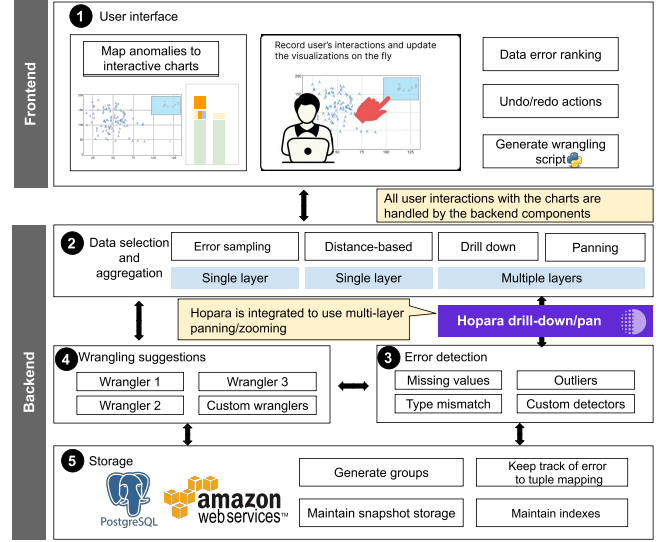 Frontend
1 User interface
Map anomalies to
interactive charts
Record user's interactions and update
the visualizations on the fly
Data error ranking
Undo/redo actions
Generate wrangling
script
All user interactions with the charts are
handled by the backend components
Backend
2 Data selection
and
aggregation
Error sampling
Distance-based
Drill down
Panning
Single layer
Single layer
Multiple layers
Hopara is integrated to use multi-layer
panning/zooming
Hopara drill-down/pan
4 Wrangling suggestions
Wrangler 1
Wrangler 3
Wrangler 2
Custom wranglers
3 Error detection
Missing values
Outliers
Type mismatch
Custom detectors
5 Storage
PostgreSQL
amazon
web services™
Generate groups
Keep track of error
to tuple mapping
Maintain snapshot storage
Maintain indexes